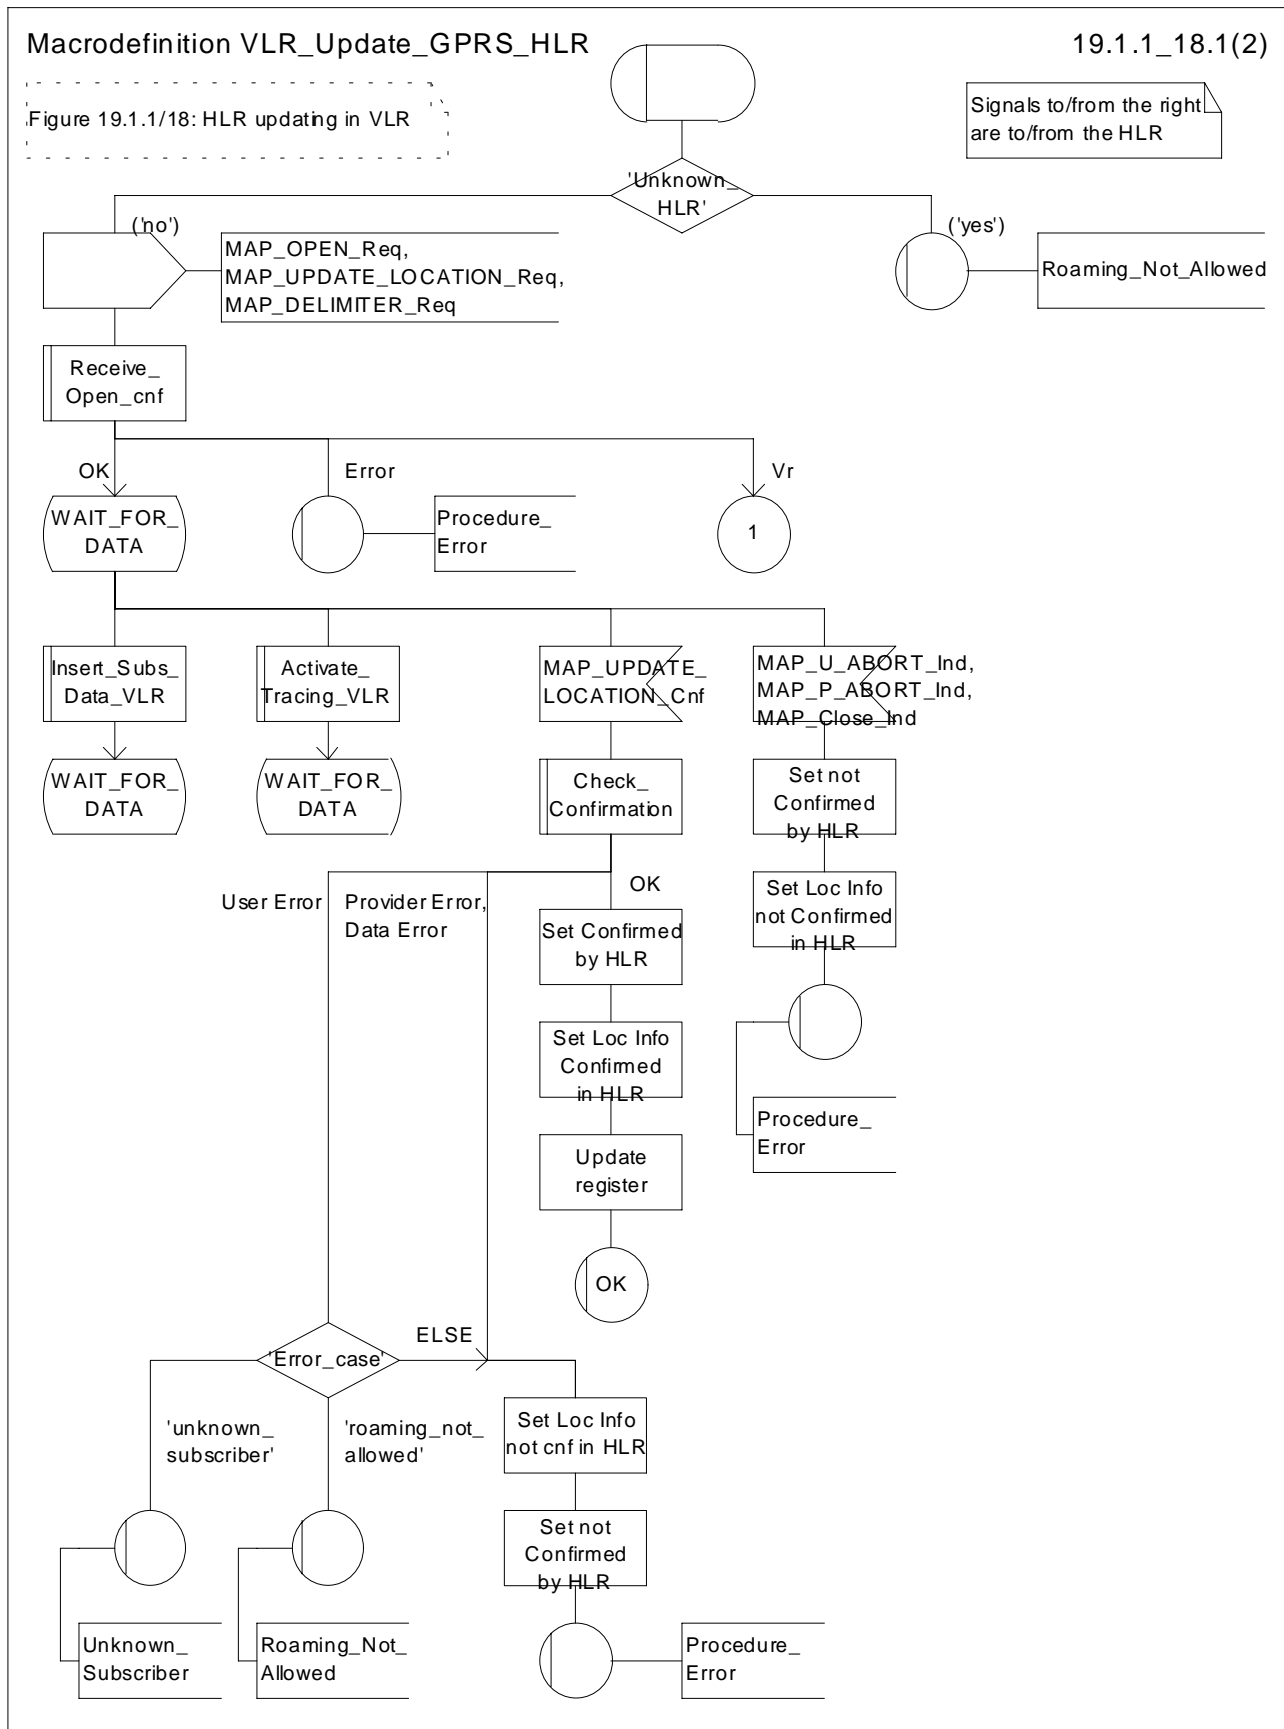 Macrodefinition VLR_Update_GPRS_HLR
19.1.1_18.1(2)
Figure 19.1.1/18: HLR updating in VLR
Signals to/from the right
are to/from the HLR
'Unknown_
HLR'
('no')
('yes')
MAP_OPEN_Req,
MAP_UPDATE_LOCATION_Req,
MAP_DELIMITER_Req
Roaming_Not_Allowed
Receive_
Open_cnf
OK
Error
Vr
WAIT_FOR_
DATA
Procedure_
Error
1
Insert_Subs_
Data_VLR
Activate_
Tracing_VLR
MAP_UPDATE_
LOCATION_Cnf
MAP_U_ABORT_Ind,
MAP_P_ABORT_Ind,
MAP_Close_Ind
WAIT_FOR_
DATA
WAIT_FOR_
DATA
Check_
Confirmation
Set not
Confirmed
by HLR
User Error
Provider Error,
Data Error
OK
Set Confirmed
by HLR
Set Loc Info
not Confirmed
in HLR
Set Loc Info
Confirmed
in HLR
Procedure_
Error
Update
register
OK
ELSE
'Error_case'
'unknown_
subscriber'
'roaming_not_
allowed'
Set Loc Info
not cnf in HLR
Set not
Confirmed
by HLR
Unknown_
Subscriber
Roaming_Not_
Allowed
Procedure_
Error